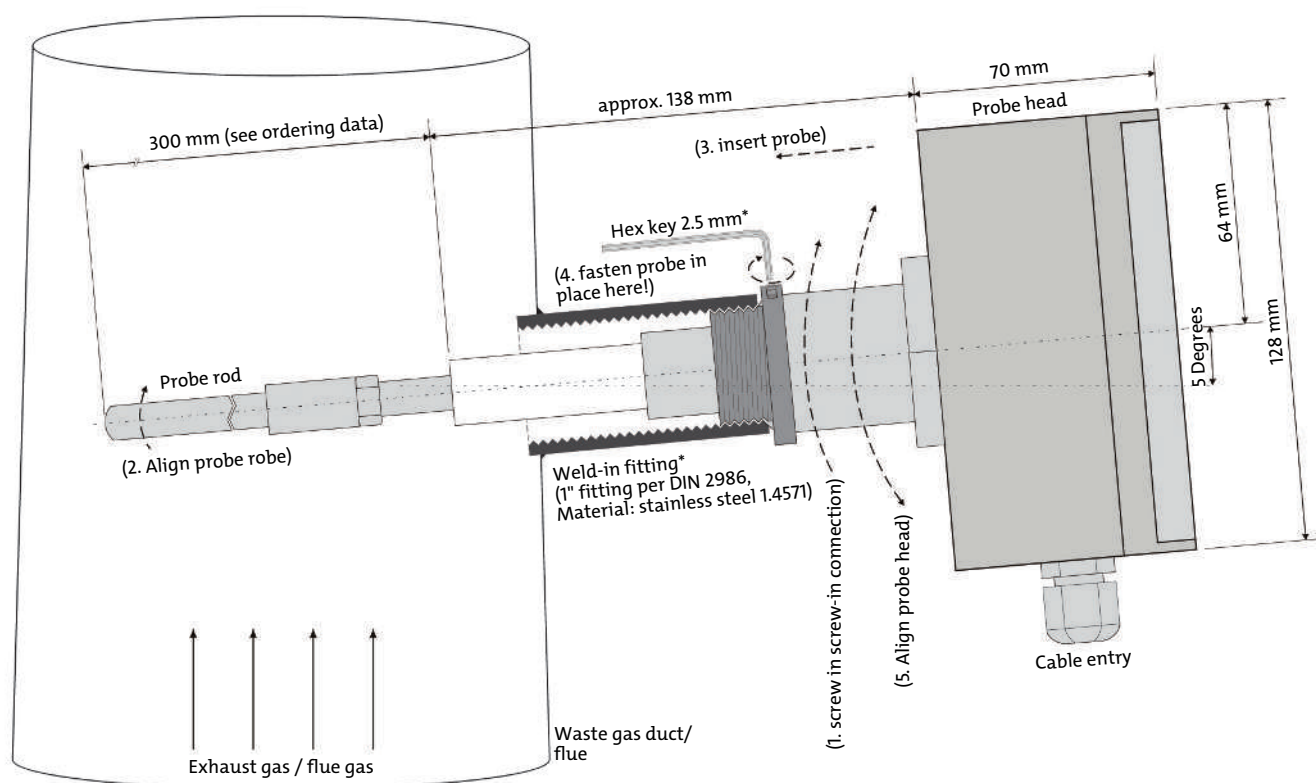 70 mm
approx. 138 mm
Probe head
300 mm (see ordering data)
(3. insert probe)
64 mm
Hex key 2.5 mm*
(4. fasten probe in
place here!)
128 mm
5 Degrees
Probe rod
(2. Align probe robe)
Weld-in fitting*
(1" fitting per DIN 2986,
Material: stainless steel 1.4571)
(1. screw in screw-in connection)
(5. Align probe head)
Cable entry
Waste gas duct/
flue
Exhaust gas / flue gas